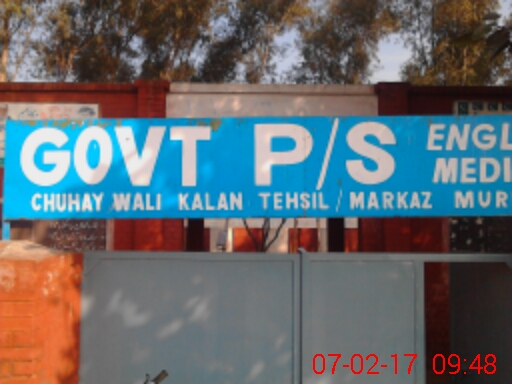 GOVT P/S ENGL
MEDI
CHUHAY WALI KALAN TEHSIL / MARKAZ MUR
07-02-17 09:48